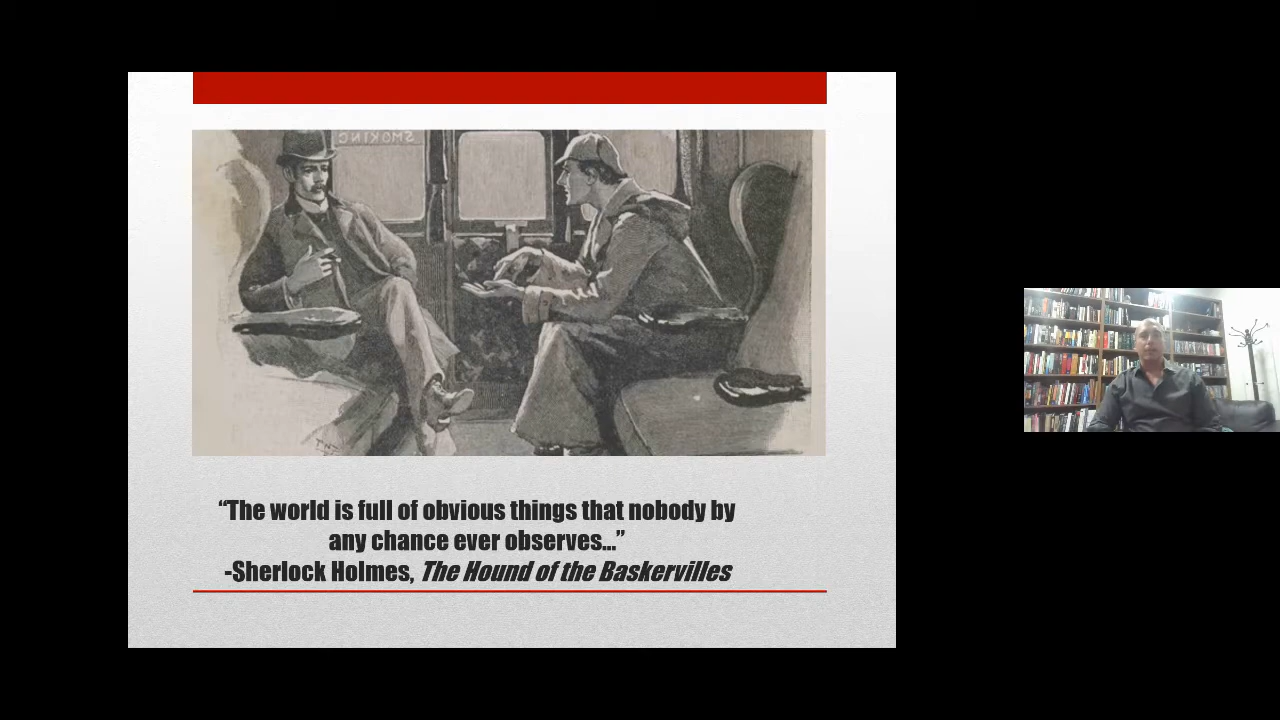 SMOKING
“The world is full of obvious things that nobody by
any chance ever observes...”
-Sherlock Holmes, The Hound of the Baskervilles